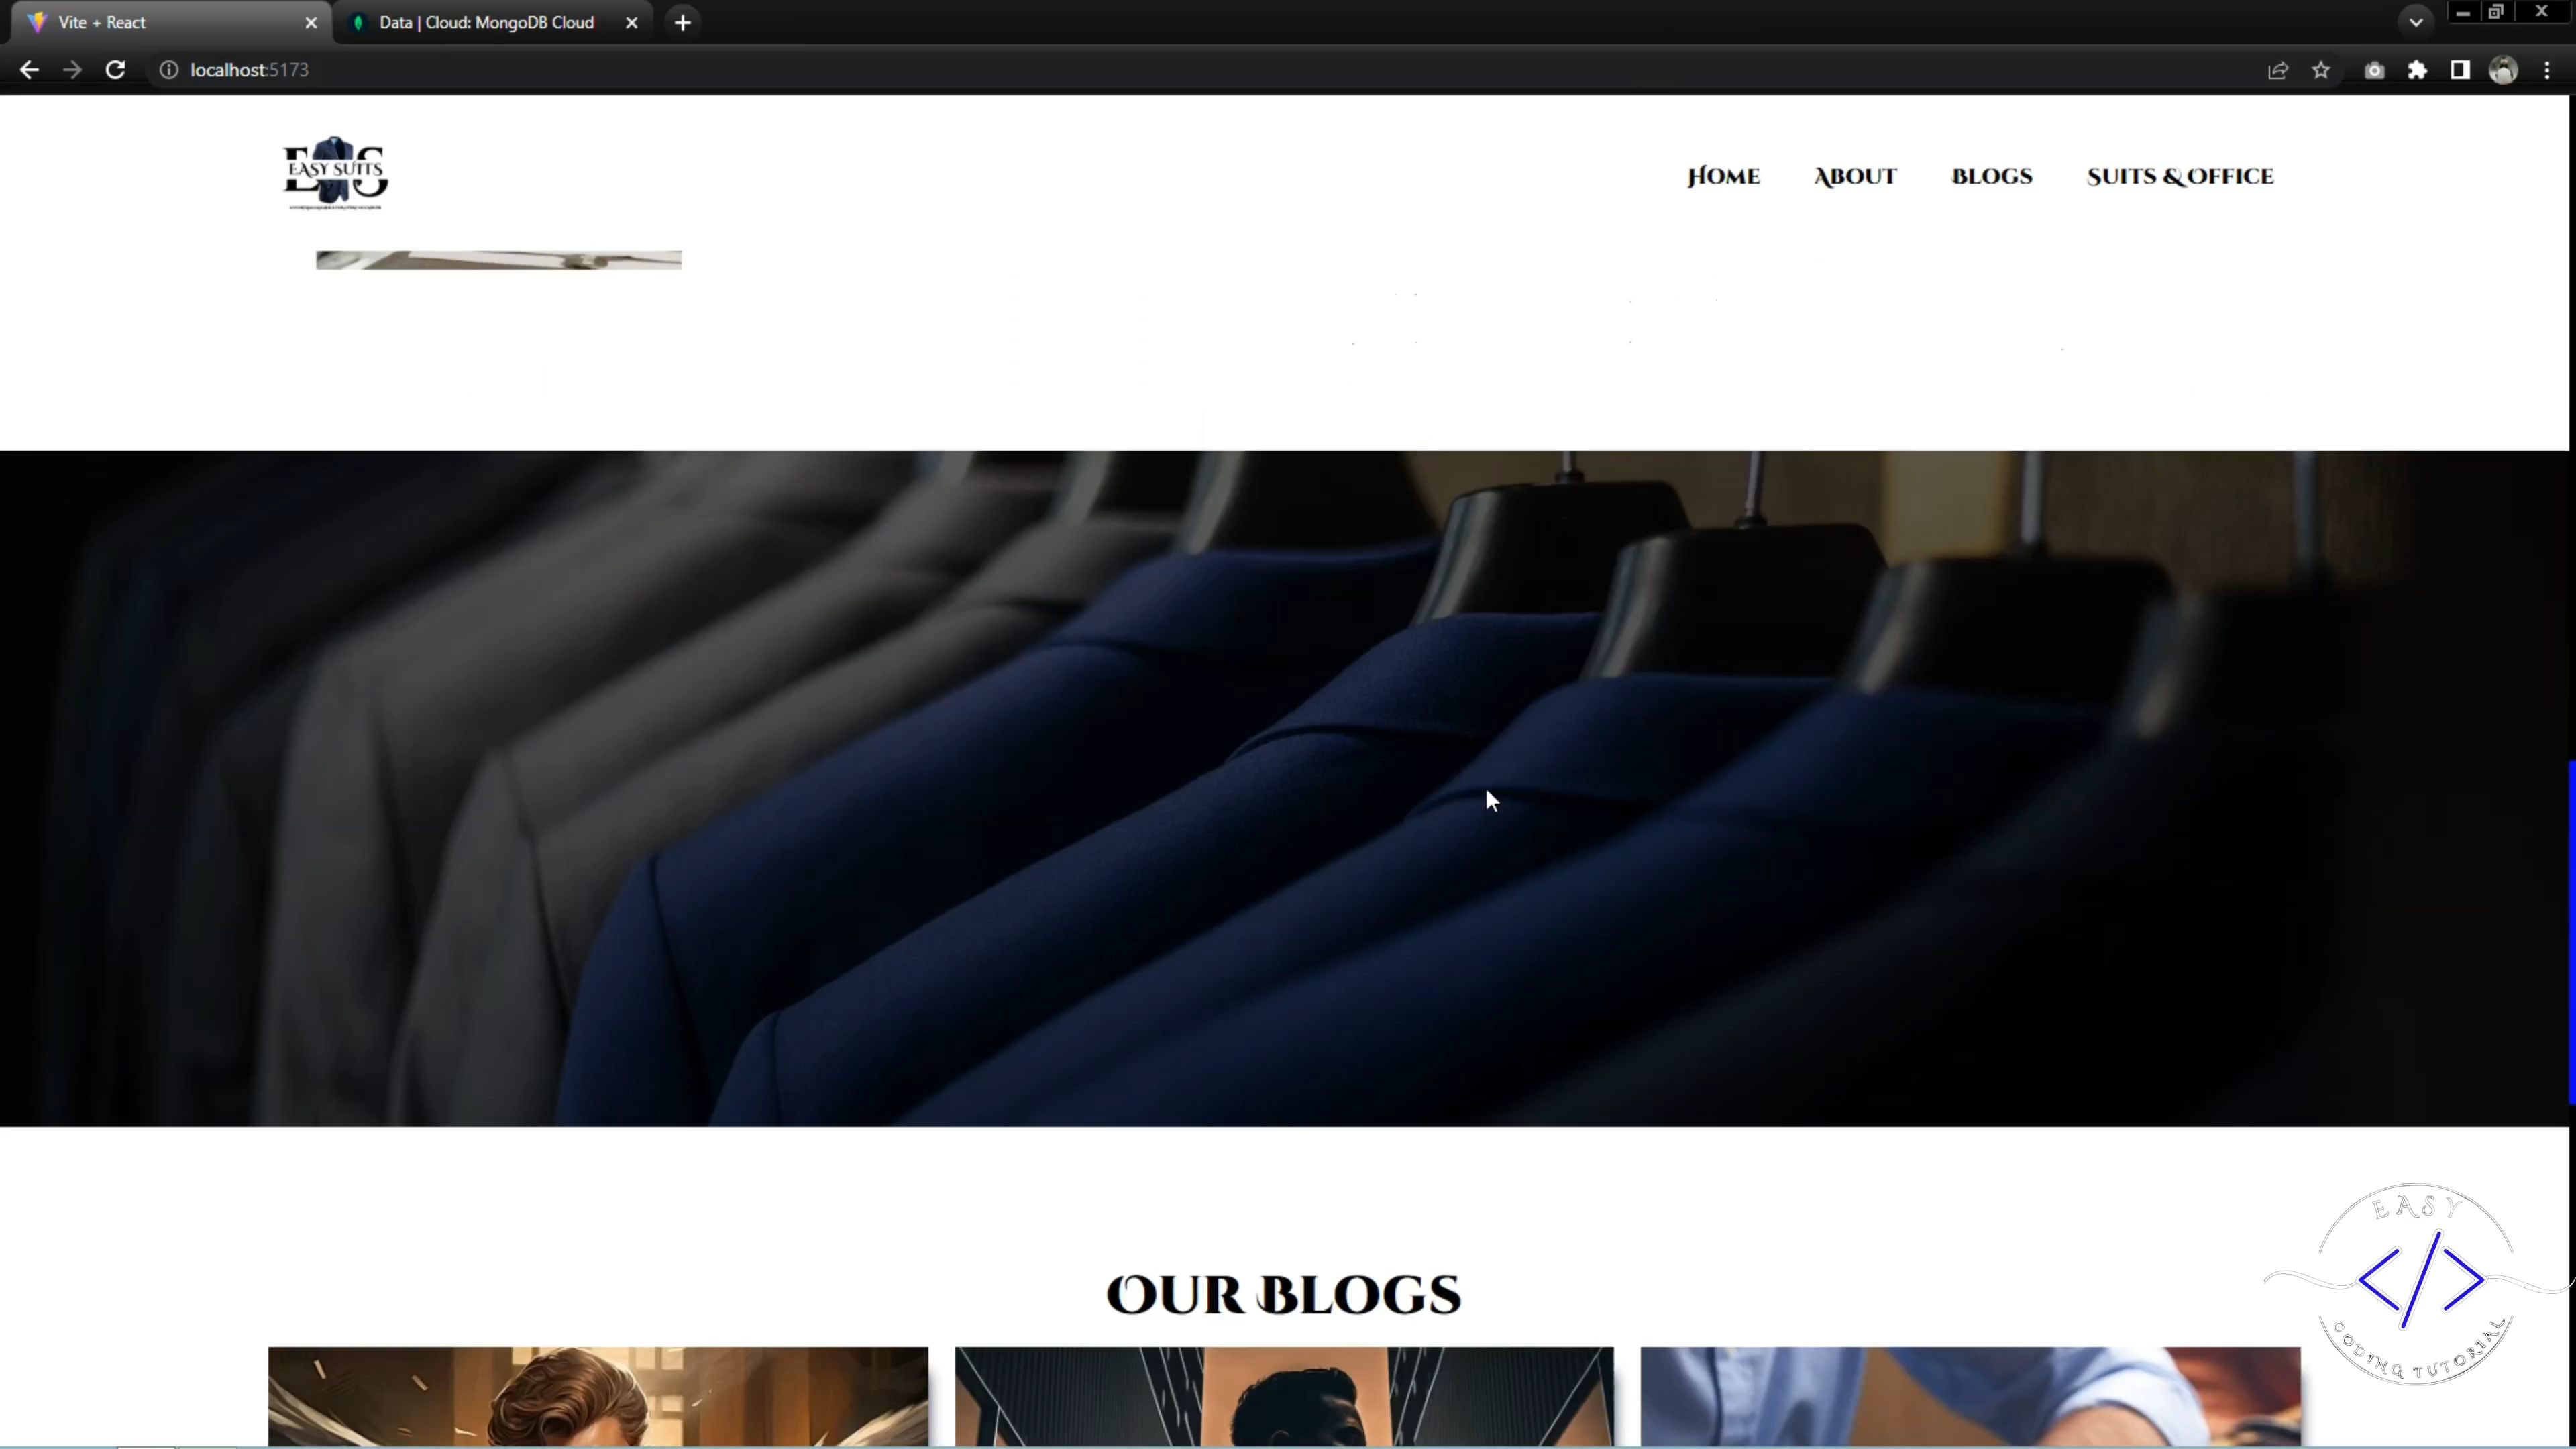 Vite + React
Data | Cloud: MongoDB Cloud
localhost:5173
EASY SUITS
HOME
ABOUT
BLOGS
SUITS & OFFICE
OUR BLOGS
EASY
CODING TUTORIAL